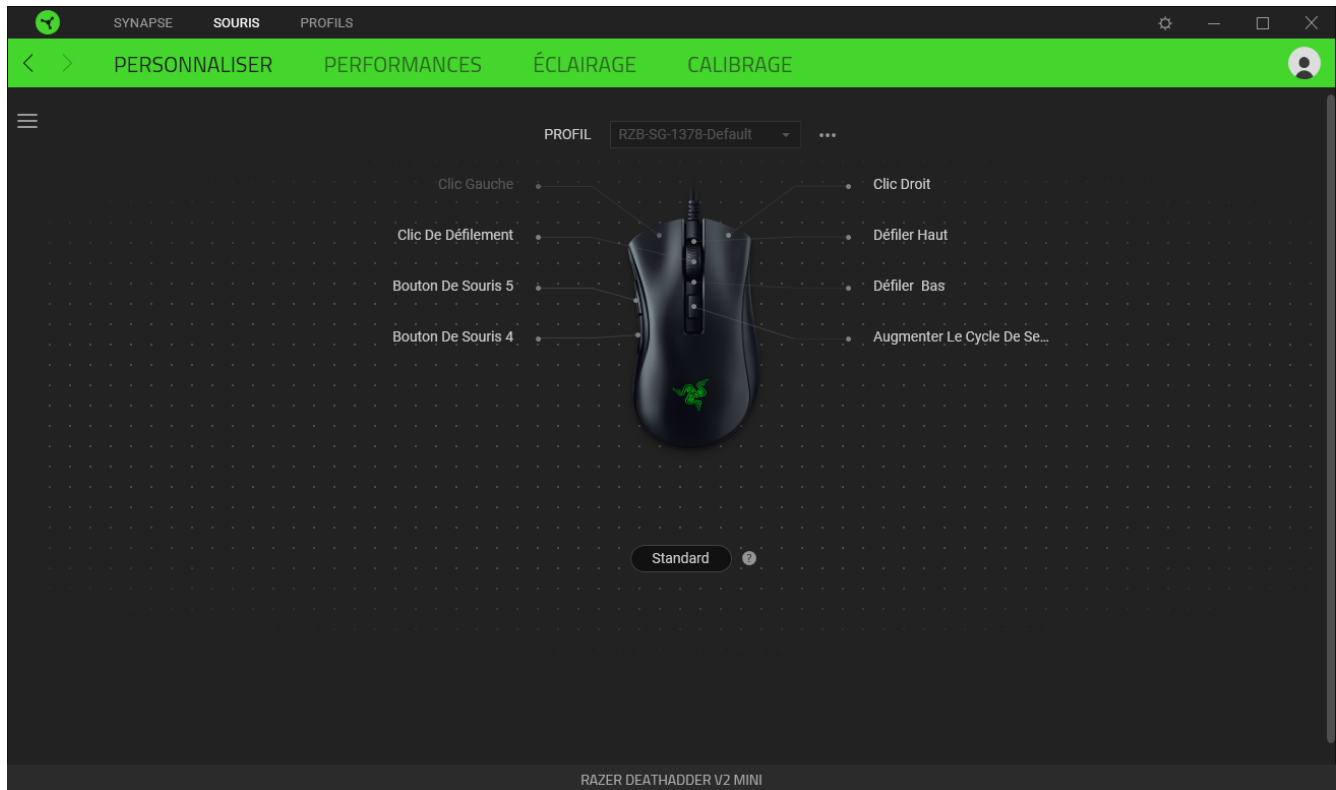 SYNAPSE SOURIS PROFILS
PERSONNALISER PERFORMANCES ÉCLAIRAGE CALIBRAGE
PROFIL RZB-SG-1378-Default
Clic Gauche Clic Droit
Clic De Défilement Défiler Haut
Bouton De Souris 5 Défiler Bas
Bouton De Souris 4 Augmenter Le Cycle De Se...
Standard ?
RAZER DEATHADDER V2 MINI